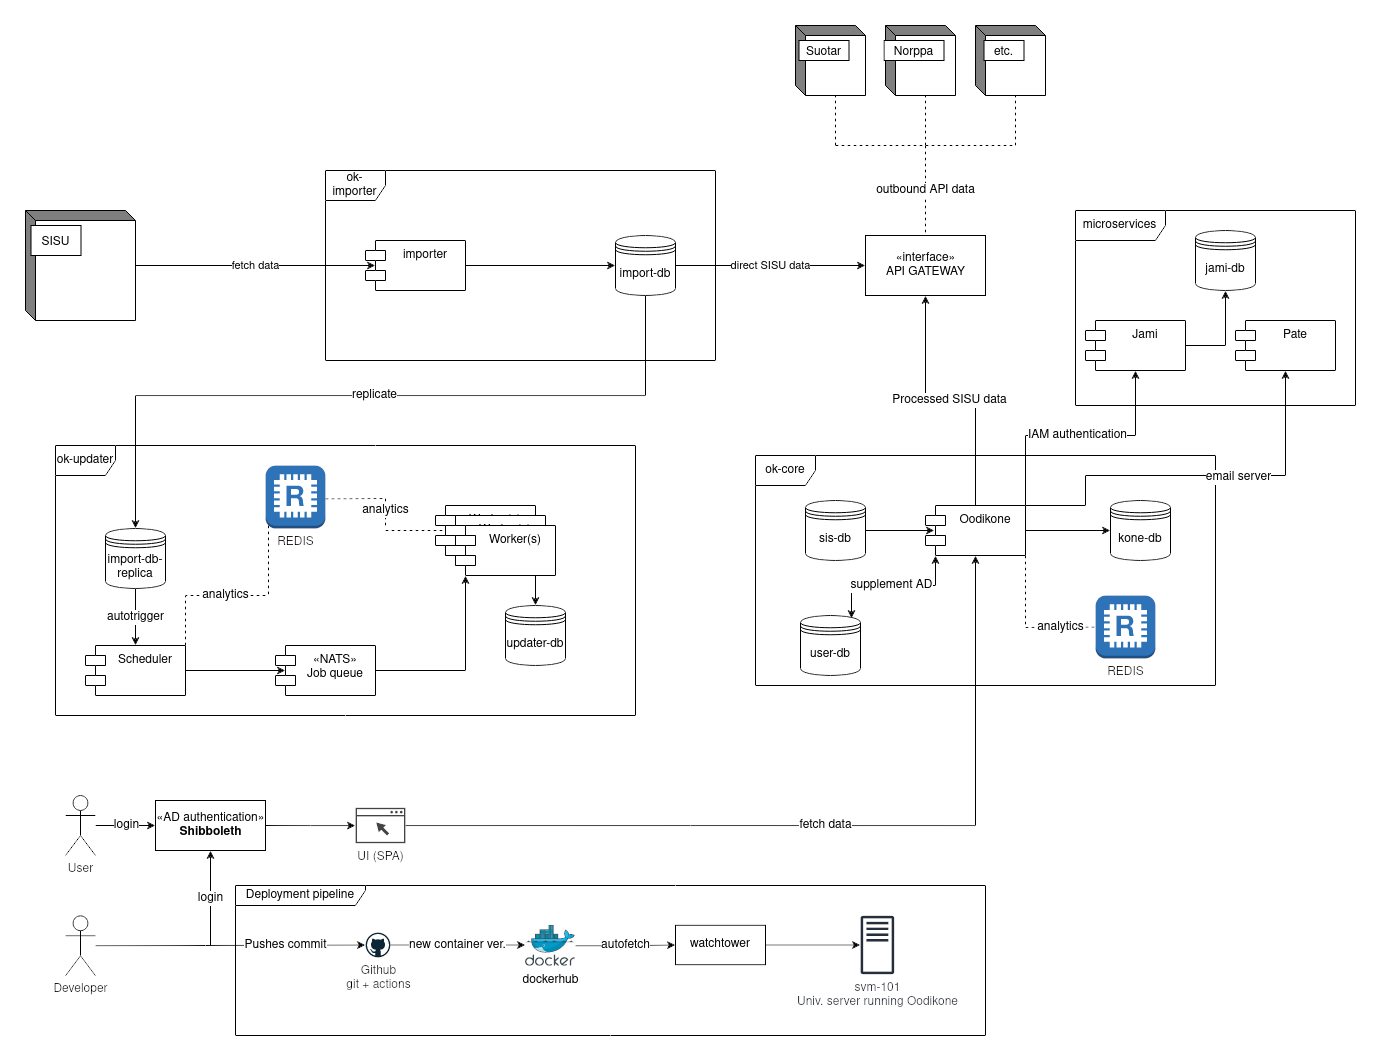 Suotar
Norppa
etc.
outbound API data
ok-
importer
SISU
fetch data
importer
import-db
direct SISU data
«interface»
API GATEWAY
microservices
jami-db
Jami
Pate
replicate
Processed SISU data
IAM authentication
email server
ok-updater
R
REDIS
analytics
Worker(s)
import-db-
replica
autotrigger
analytics
Scheduler
«NATS»
Job queue
updater-db
ok-core
sis-db
Oodikone
kone-db
supplement AD
user-db
analytics
R
REDIS
User
login
«AD authentication»
Shibboleth
UI (SPA)
fetch data
login
Developer
Deployment pipeline
Pushes commit
Github
git + actions
new container ver.
docker
dockerhub
autofetch
watchtower
svm-101
Univ. server running Oodikone